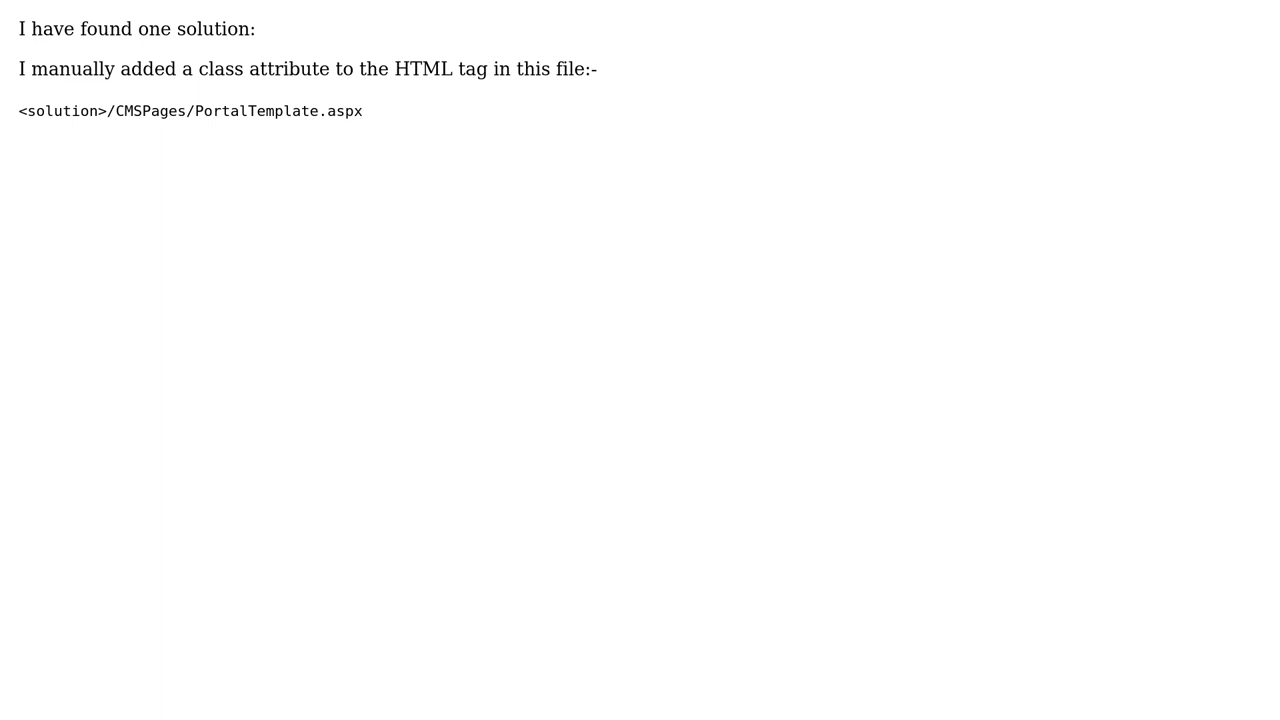 I have found one solution:
I manually added a class attribute to the HTML tag in this file:-
<solution>/CMSPages/PortalTemplate.aspx